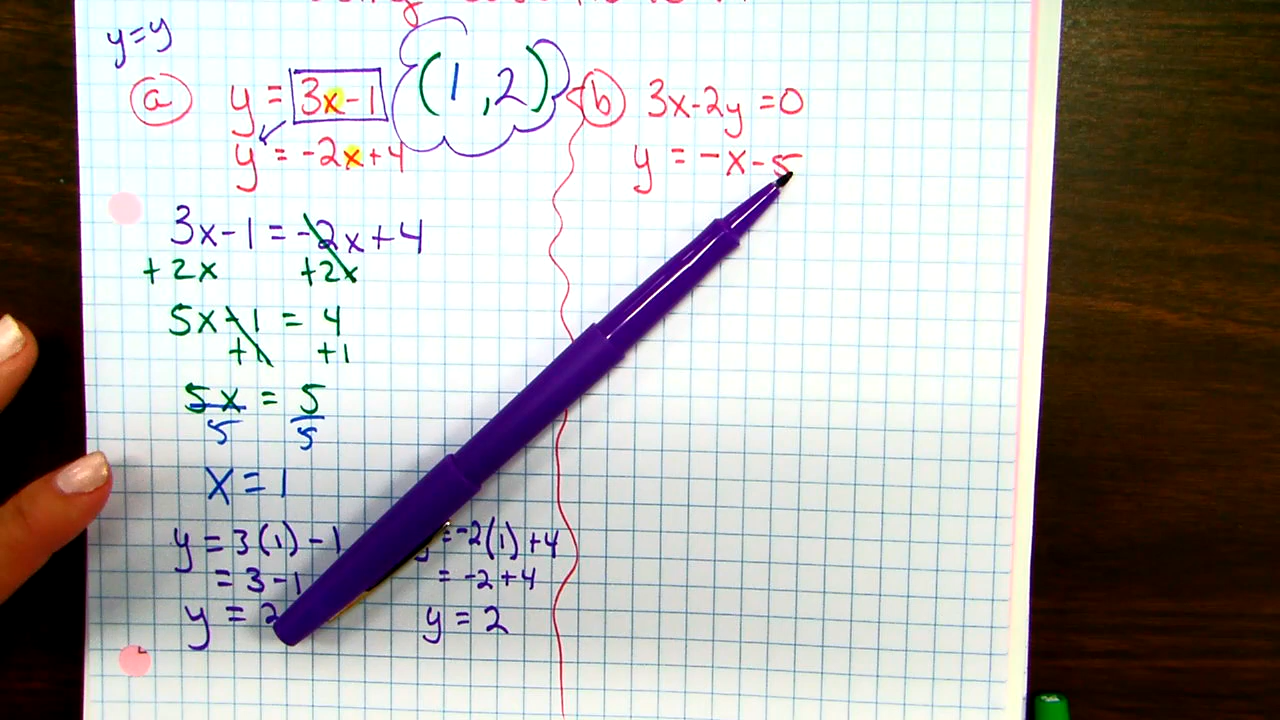 y=y
(a) y = 3x-1
y = -2x+4
(1,2)
3x-1 = -2x+4
+2x +2x
5x-1 = 4
+1 +1
5x = 5
5 5
x = 1
y = 3(1)-1
= 3-1
y = 2
y = -2(1)+4
= -2+4
y = 2
(b) 3x-2y =0
y = -x-5